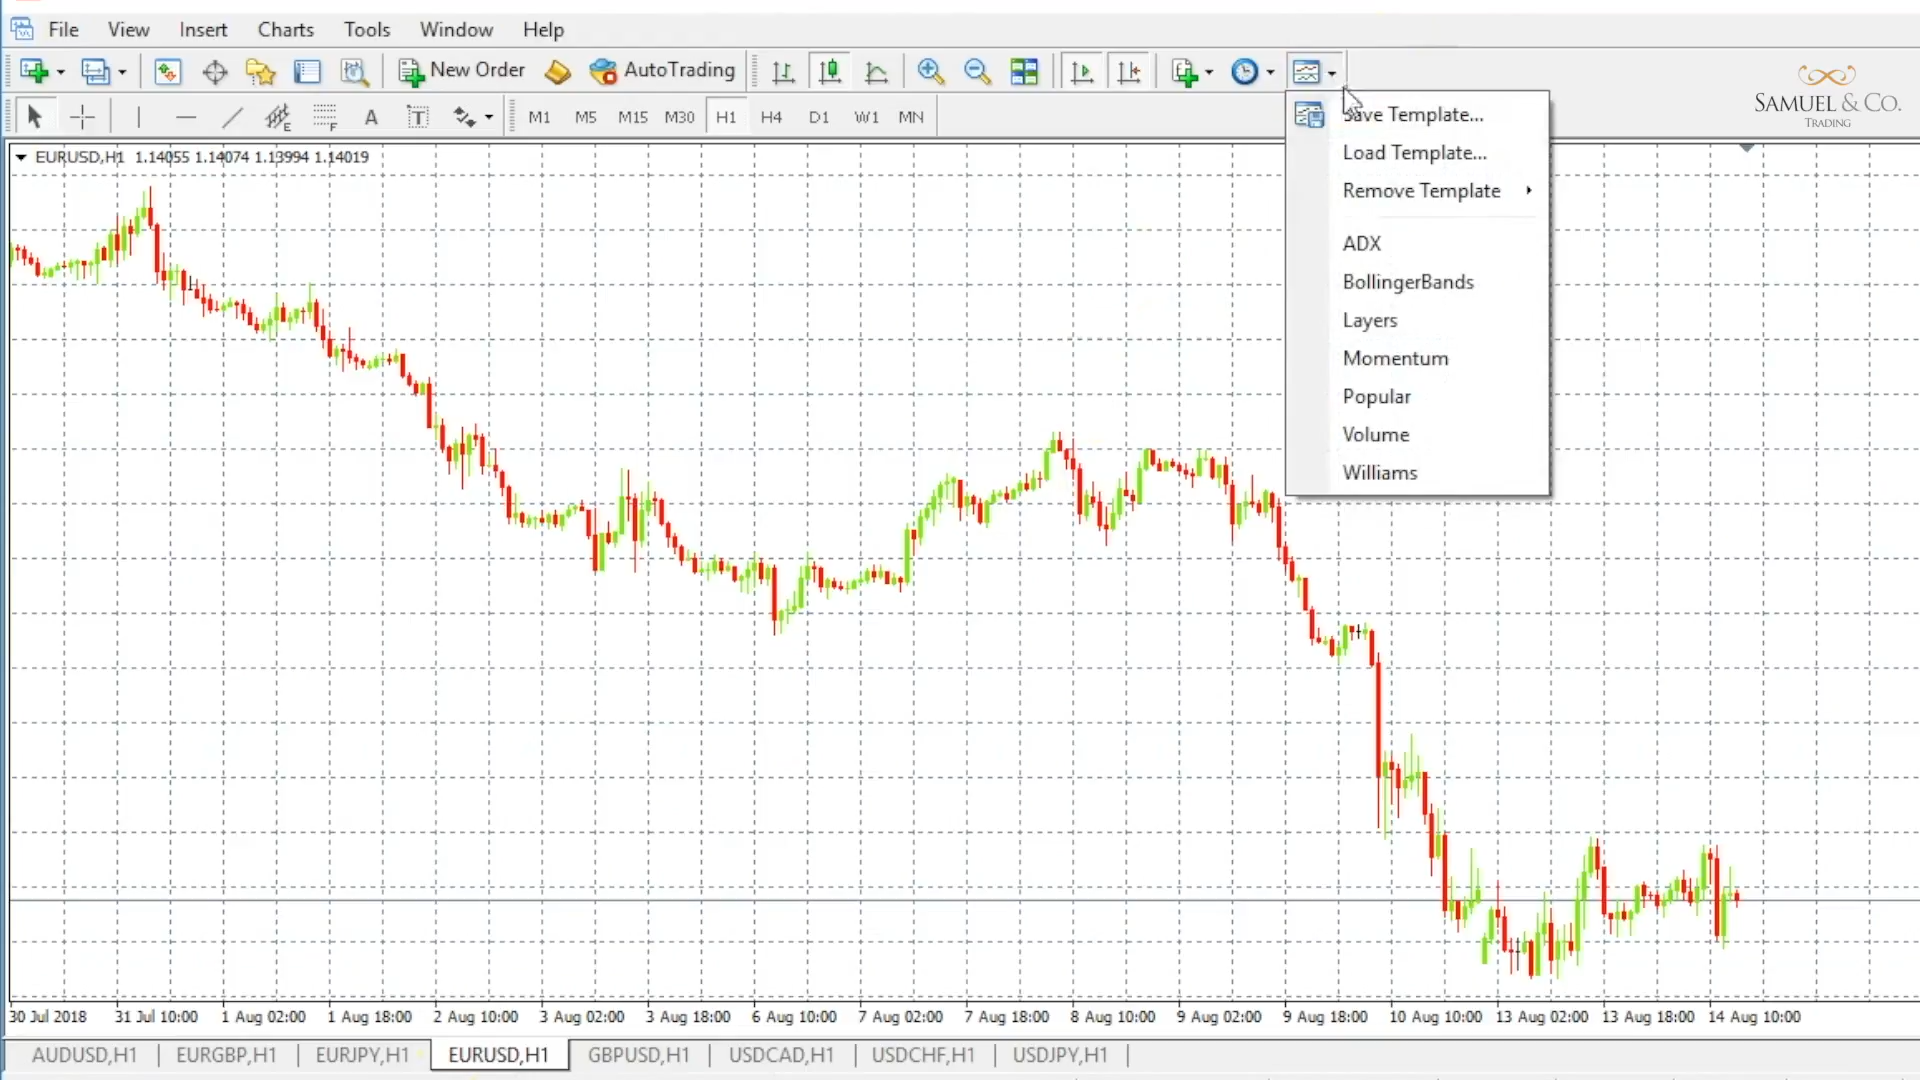 File View Insert Charts Tools Window Help
New Order AutoTrading
SAMUEL & CO.
TRADING
E F A T M1 M5 M15 M30 H1 H4 D1 W1 MN
Save Template...
Load Template...
Remove Template
ADX
BollingerBands
Layers
Momentum
Popular
Volume
Williams
EURUSD,H1 1.14055 1.14074 1.13994 1.14019
30 Jul 2018 31 Jul 10:00 1 Aug 02:00 1 Aug 18:00 2 Aug 10:00 3 Aug 02:00 3 Aug 18:00 6 Aug 10:00 7 Aug 02:00 7 Aug 18:00 8 Aug 10:00 9 Aug 02:00 9 Aug 18:00 10 Aug 10:00 13 Aug 02:00 13 Aug 18:00 14 Aug 10:00
AUDUSD,H1 EURGBP,H1 EURJPY,H1 EURUSD,H1 GBPUSD,H1 USDCAD,H1 USDCHF,H1 USDJPY,H1